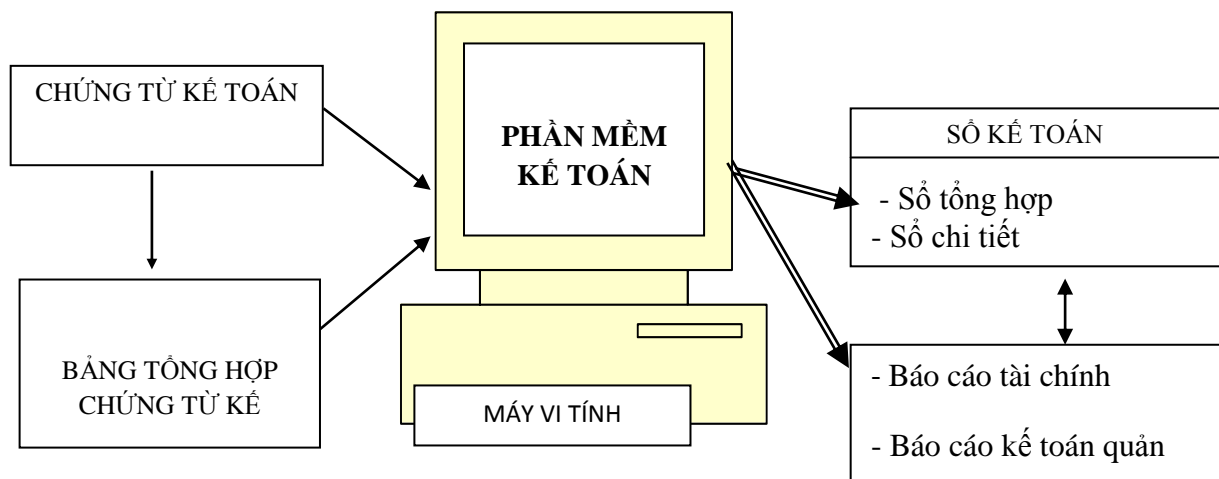 CHỨNG TỪ KẾ TOÁN
BẢNG TỔNG HỢP
CHỨNG TỪ KẾ
PHẦN MỀM
KẾ TOÁN
MÁY VI TÍNH
SỔ KẾ TOÁN
- Sổ tổng hợp
- Sổ chi tiết
- Báo cáo tài chính
- Báo cáo kế toán quản